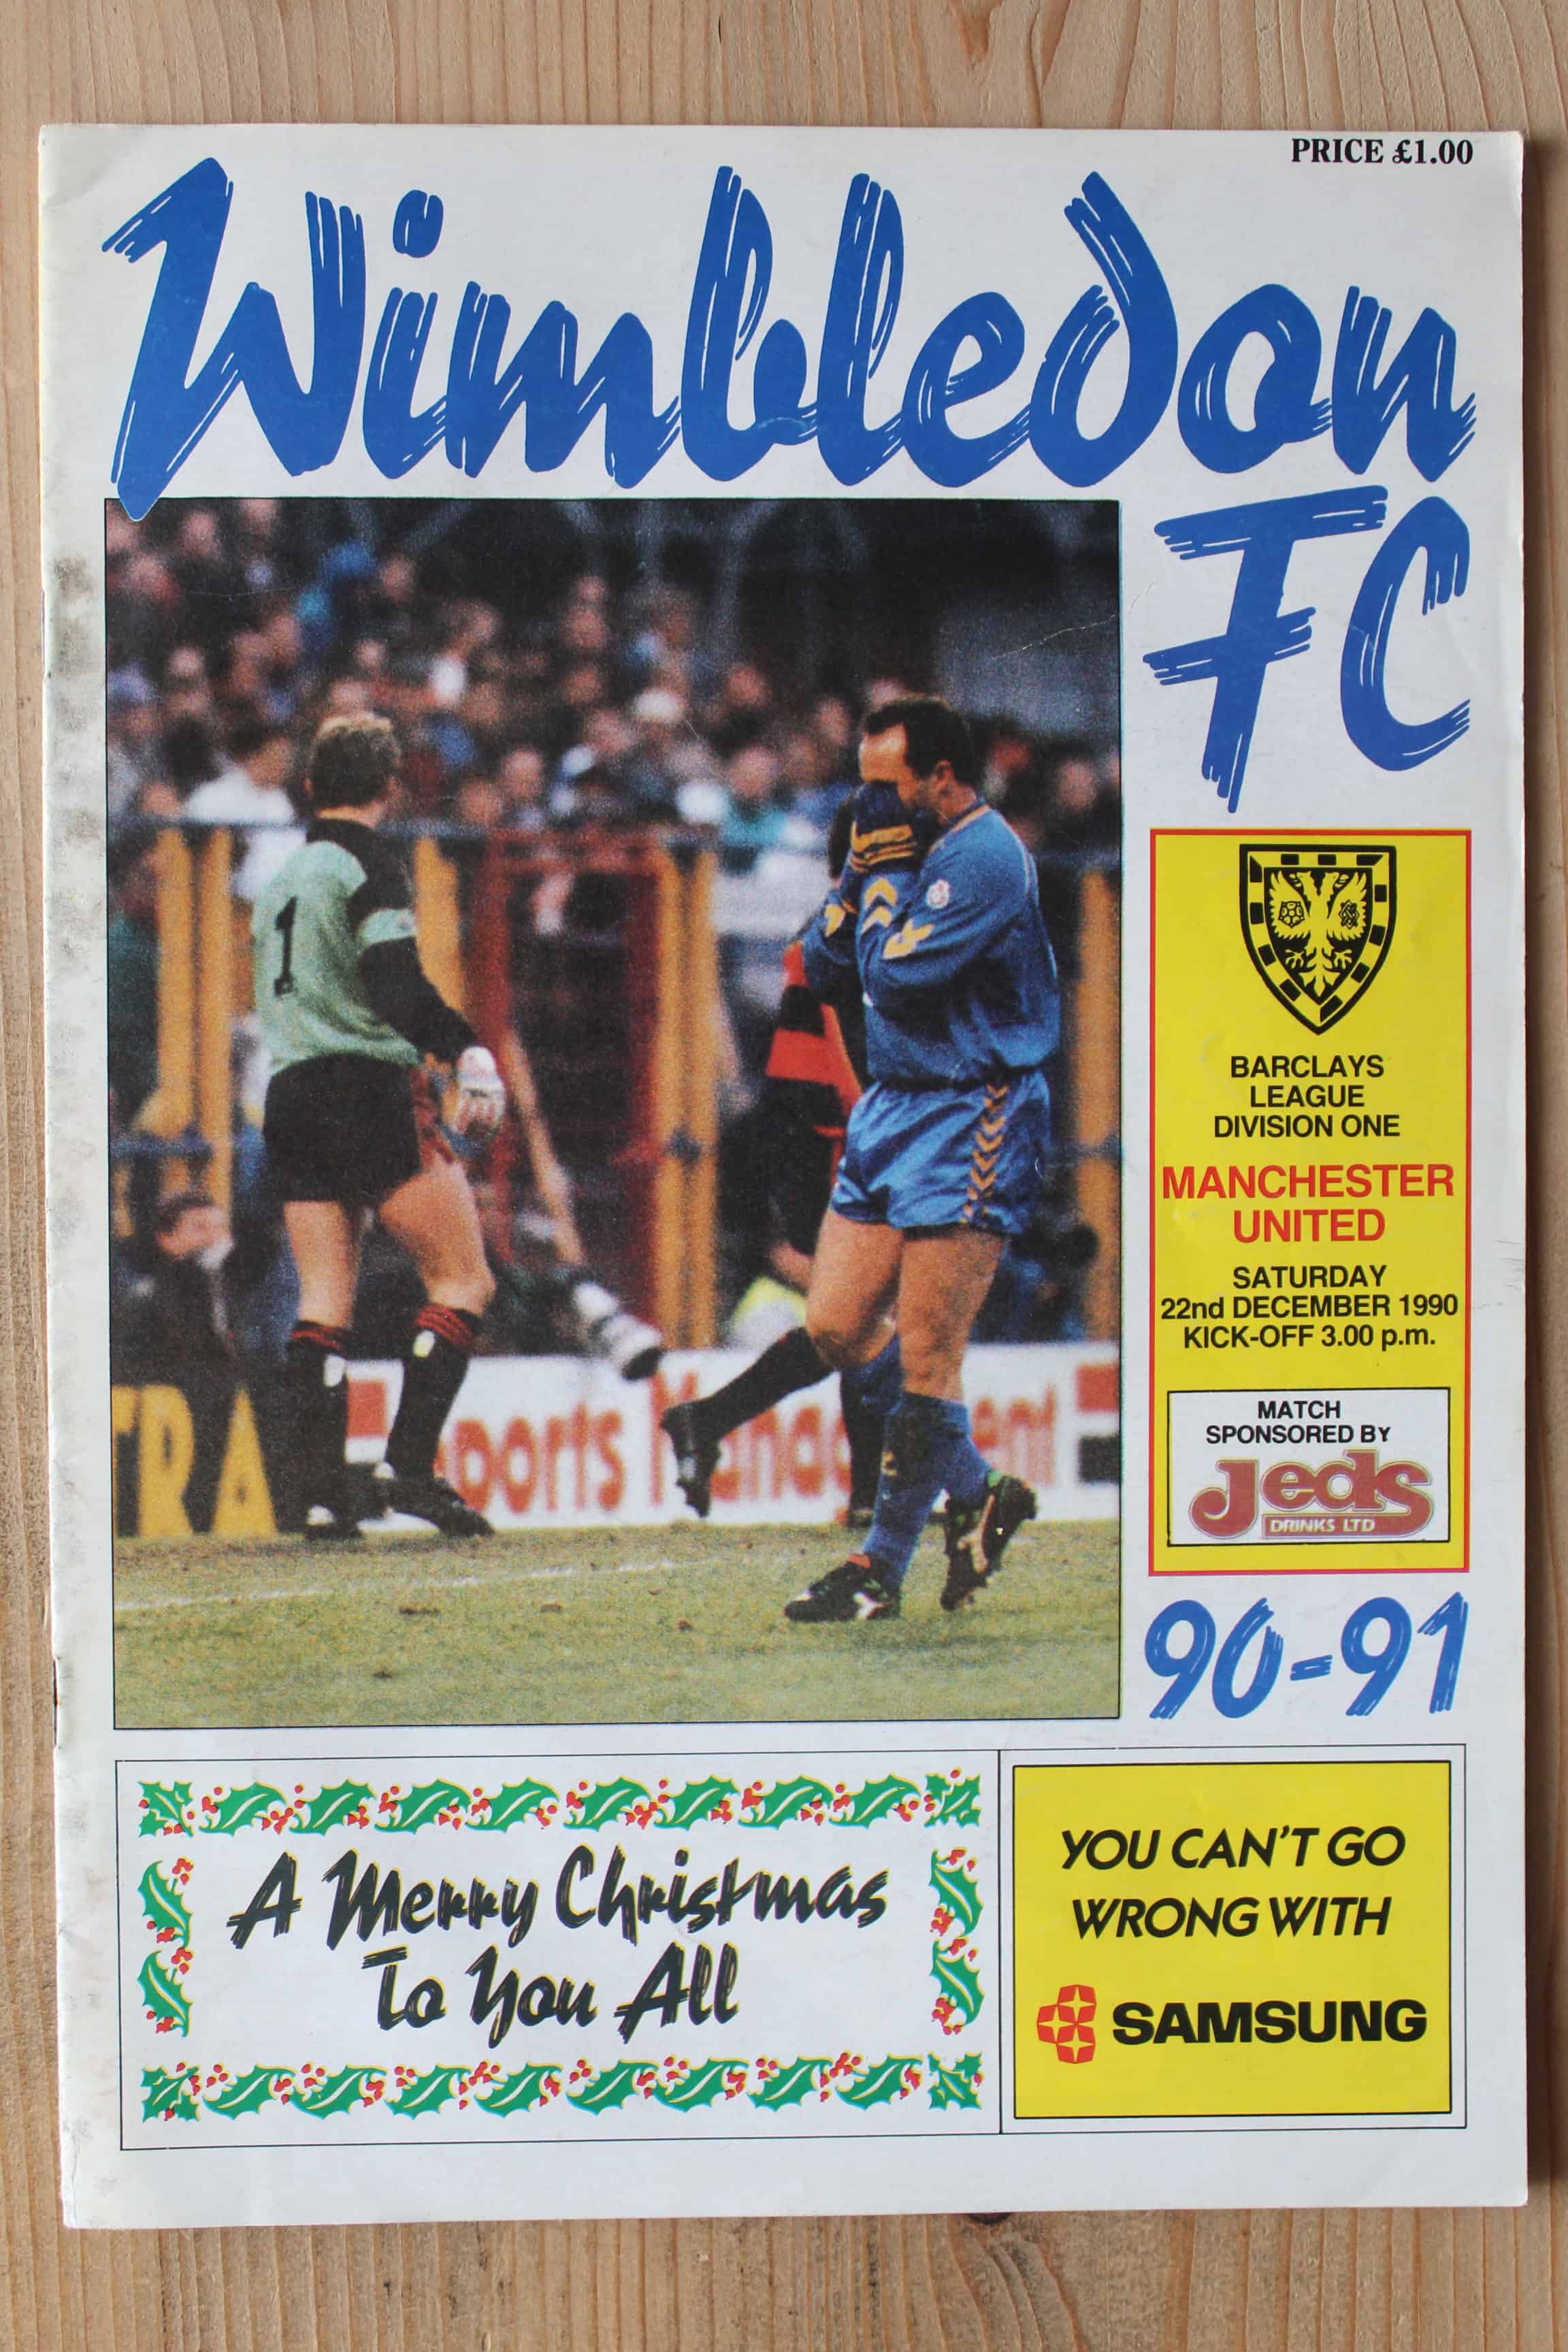 PRICE £1.00
Wimbledon
FC
1
BARCLAYS
LEAGUE
DIVISION ONE
MANCHESTER
UNITED
SATURDAY
22nd DECEMBER 1990
KICK-OFF 3.00 p.m.
MATCH
SPONSORED BY
Jeds
DRINKS LTD
TRA
90-91
A Merry Christmas
To You All
YOU CAN'T GO
WRONG WITH
SAMSUNG